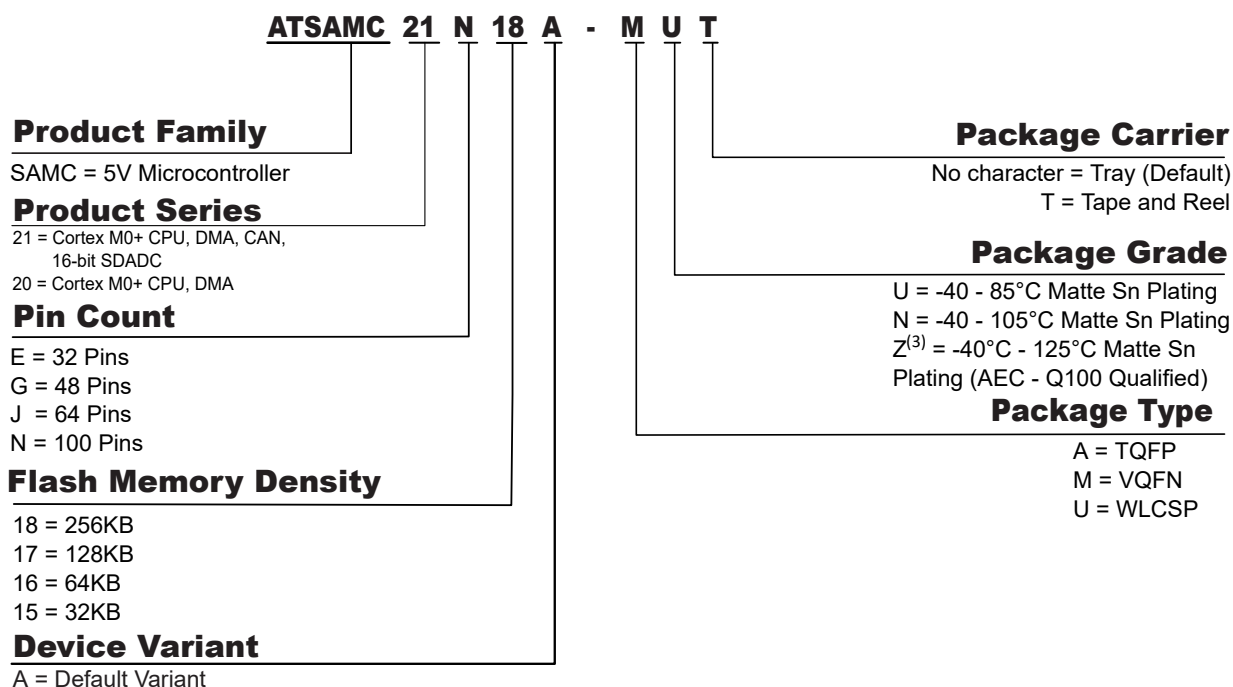 ATSAMC 21 N 18 A - M U T
Product Family
SAMC = 5V Microcontroller
Product Series
21 = Cortex M0+ CPU, DMA, CAN,
16-bit SDADC
20 = Cortex M0+ CPU, DMA
Pin Count
E = 32 Pins
G = 48 Pins
J = 64 Pins
N = 100 Pins
Flash Memory Density
18 = 256KB
17 = 128KB
16 = 64KB
15 = 32KB
Device Variant
A = Default Variant
Package Carrier
No character = Tray (Default)
T = Tape and Reel
Package Grade
U = -40 - 85°C Matte Sn Plating
N = -40 - 105°C Matte Sn Plating
Z(3) = -40°C - 125°C Matte Sn
Plating (AEC - Q100 Qualified)
Package Type
A = TQFP
M = VQFN
U = WLCSP